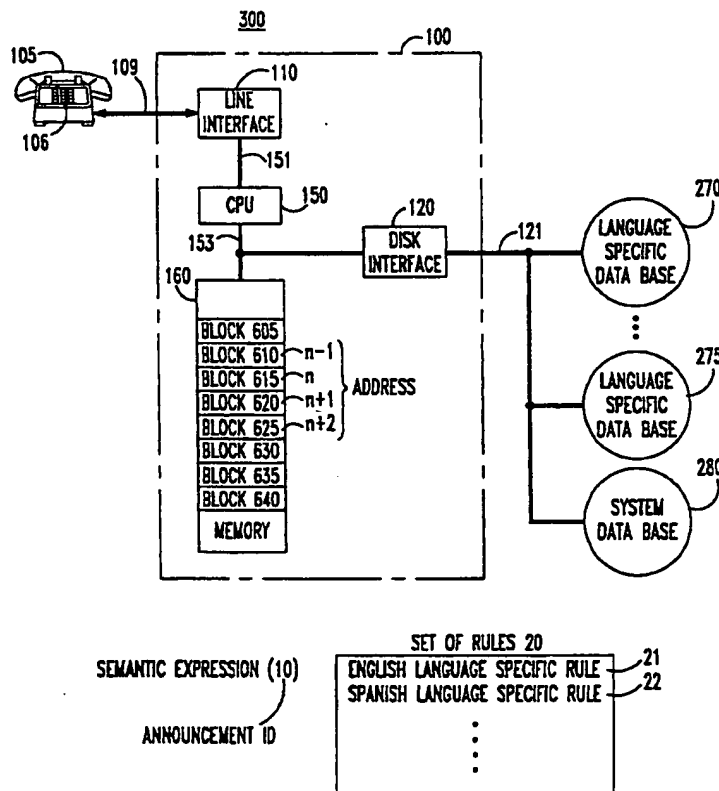 300
105
109
106
110
100
LINE
INTERFACE
151
CPU
150
153
120
DISK
INTERFACE
121
270
LANGUAGE
SPECIFIC
DATA BASE
275
LANGUAGE
SPECIFIC
DATA BASE
280
SYSTEM
DATA BASE
160
BLOCK 605
BLOCK 610 n-1
BLOCK 615 n
BLOCK 620 n+1
BLOCK 625 n+2
ADDRESS
BLOCK 630
BLOCK 635
BLOCK 640
MEMORY
SEMANTIC EXPRESSION (10)
ANNOUNCEMENT ID
SET OF RULES 20
ENGLISH LANGUAGE SPECIFIC RULE 21
SPANISH LANGUAGE SPECIFIC RULE 22